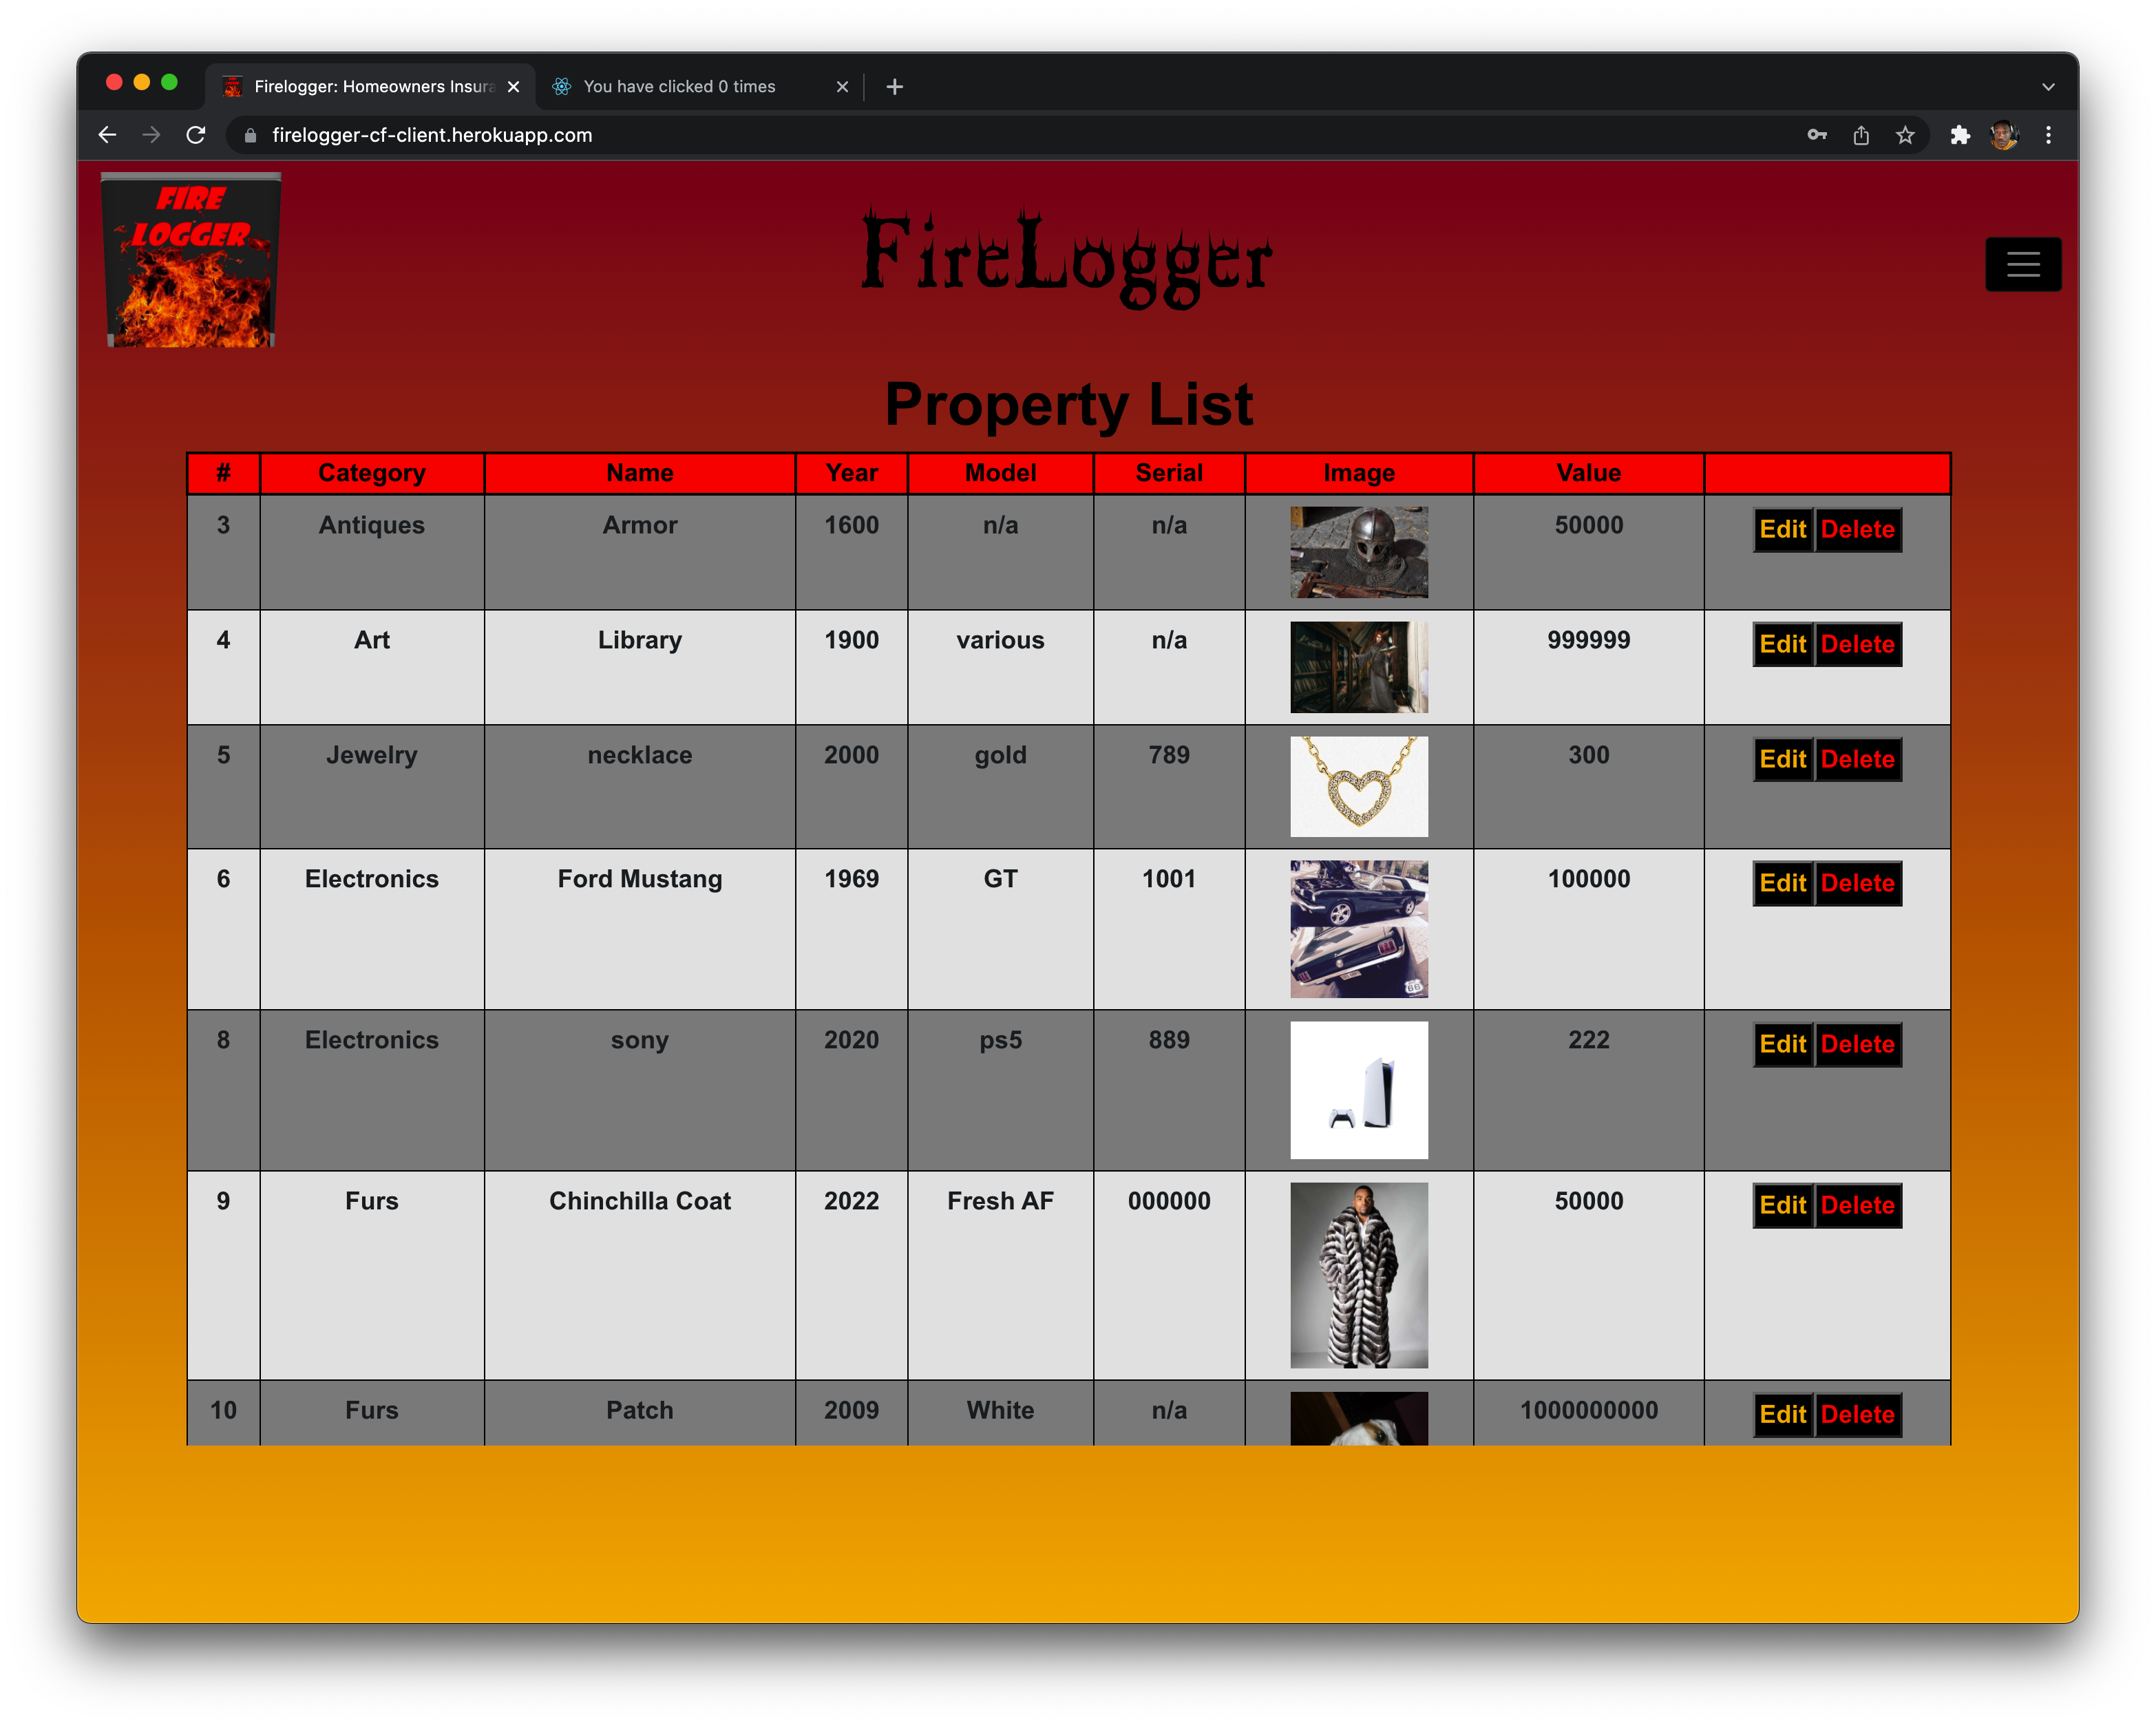 Firelogger: Homeowners Insura
You have clicked 0 times
firelogger-cf-client.herokuapp.com
FIRE
LOGGER
FireLogger
Property List
# Category Name Year Model Serial Image Value
3 Antiques Armor 1600 n/a n/a 50000 Edit Delete
4 Art Library 1900 various n/a 999999 Edit Delete
5 Jewelry necklace 2000 gold 789 300 Edit Delete
6 Electronics Ford Mustang 1969 GT 1001 100000 Edit Delete
66
8 Electronics sony 2020 ps5 889 222 Edit Delete
9 Furs Chinchilla Coat 2022 Fresh AF 000000 50000 Edit Delete
10 Furs Patch 2009 White n/a 1000000000 Edit Delete